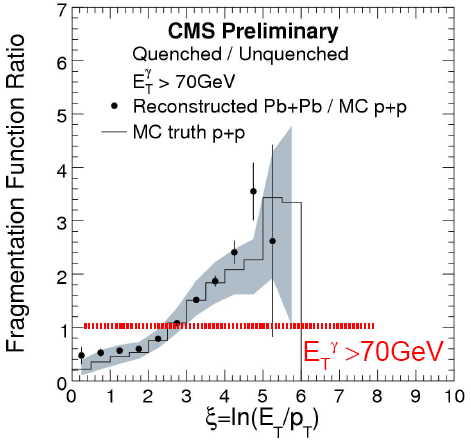 CMS Preliminary
Quenched / Unquenched
E_T^γ > 70GeV
Reconstructed Pb+Pb / MC p+p
MC truth p+p
Fragmentation Function Ratio
7
6
5
4
3
2
1
0
E_T^γ >70GeV
0 1 2 3 4 5 6 7 8 9 10
ξ=ln(E_T/p_T)